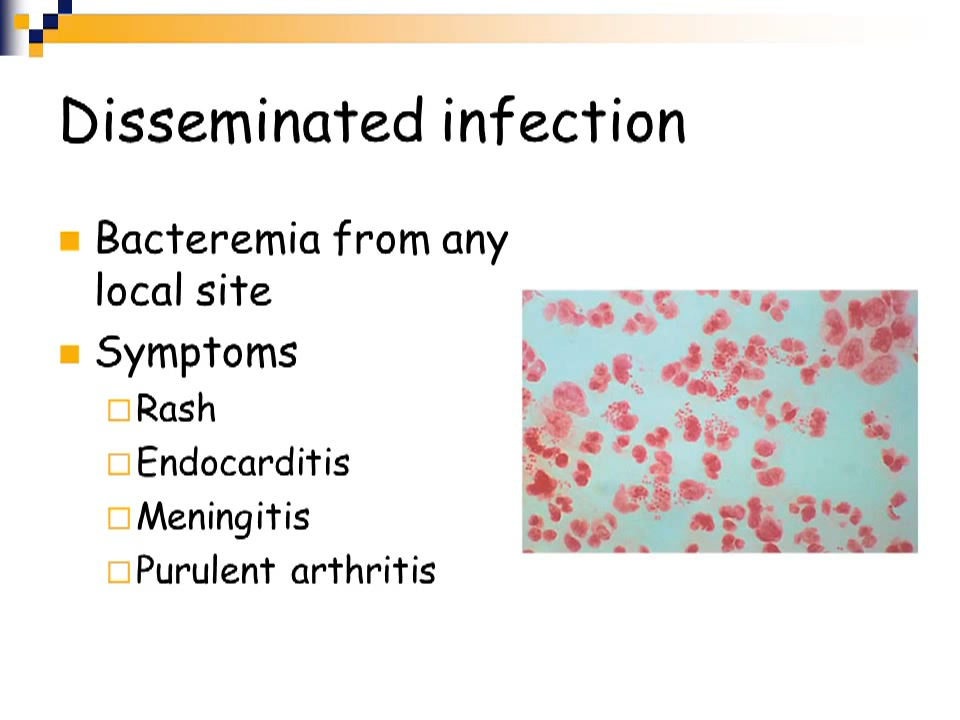 Disseminated infection
Bacteremia from any
local site
Symptoms
Rash
Endocarditis
Meningitis
Purulent arthritis